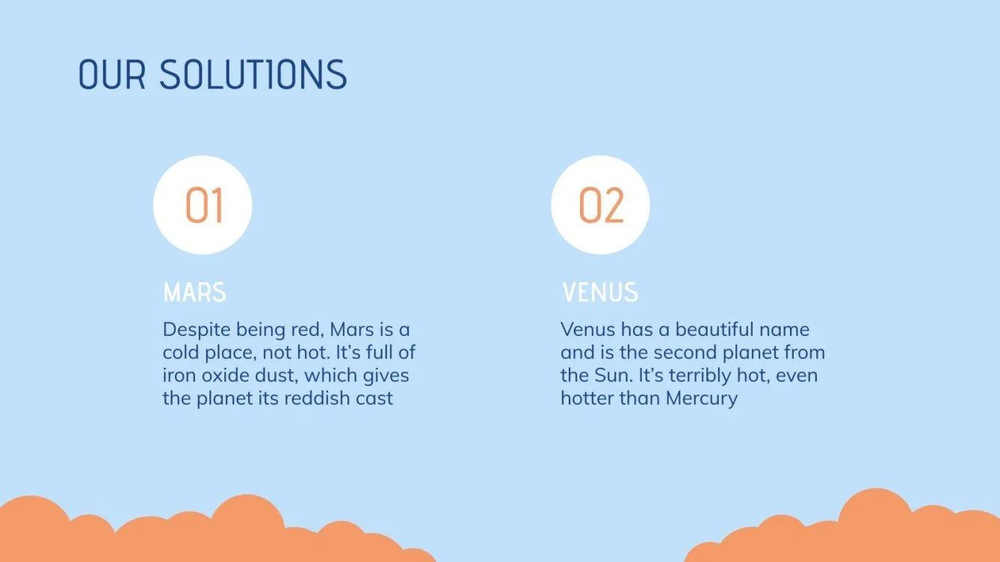 OUR SOLUTIONS
01
MARS
Despite being red, Mars is a
cold place, not hot. It’s full of
iron oxide dust, which gives
the planet its reddish cast
02
VENUS
Venus has a beautiful name
and is the second planet from
the Sun. It’s terribly hot, even
hotter than Mercury